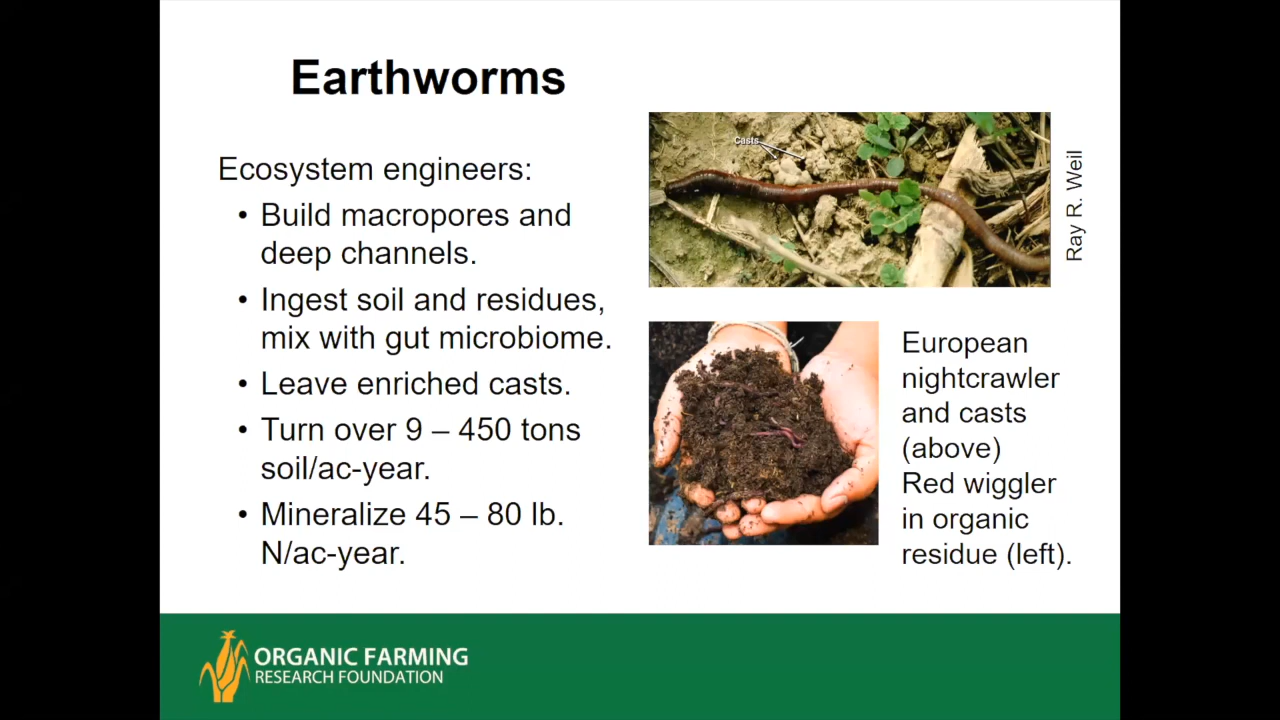 Earthworms
Ecosystem engineers:
• Build macropores and
deep channels.
• Ingest soil and residues,
mix with gut microbiome.
• Leave enriched casts.
• Turn over 9 – 450 tons
soil/ac-year.
• Mineralize 45 – 80 lb.
N/ac-year.
Casts
Ray R. Weil
European
nightcrawler
and casts
(above)
Red wiggler
in organic
residue (left).
ORGANIC FARMING
RESEARCH FOUNDATION